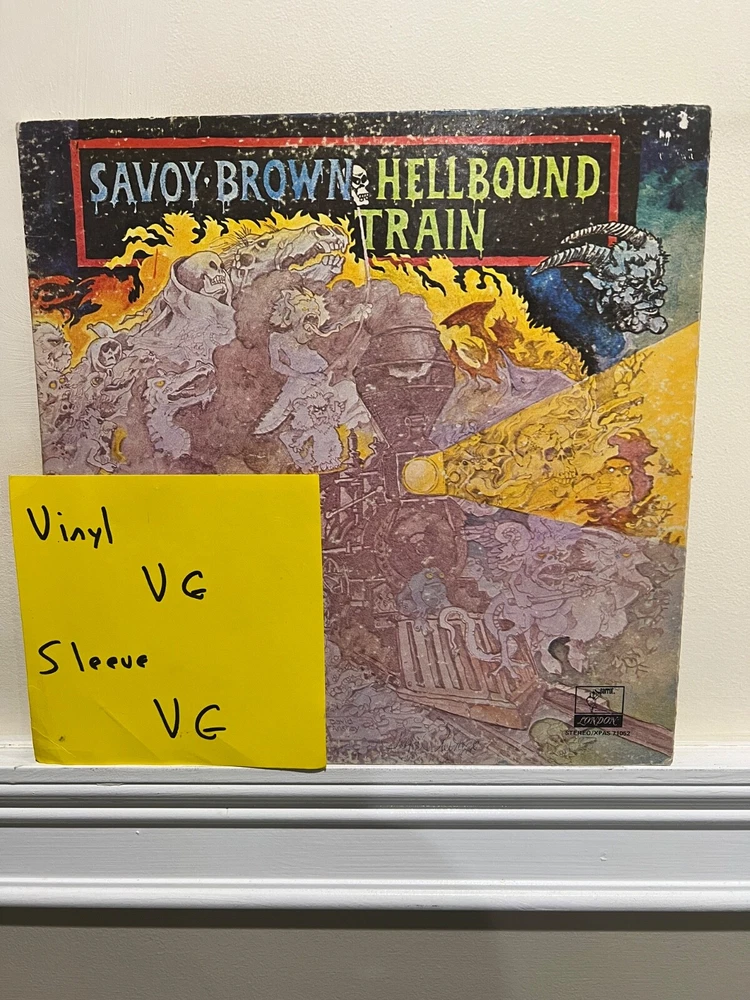 SAVOY·BROWN HELLBOUND
TRAIN
Vinyl
VG
Sleeve
VG
LONDON
STEREO/XPAS 71052